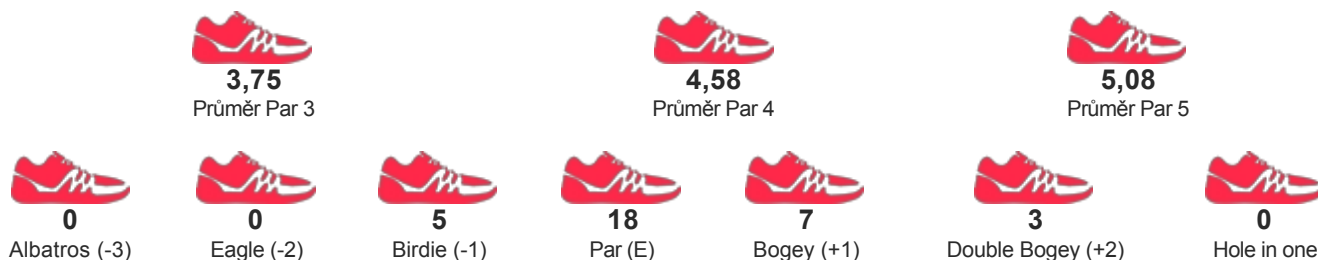 3,75
Průměr Par 3
4,58
Průměr Par 4
5,08
Průměr Par 5
0
Albatros (-3)
0
Eagle (-2)
5
Birdie (-1)
18
Par (E)
7
Bogey (+1)
3
Double Bogey (+2)
0
Hole in one